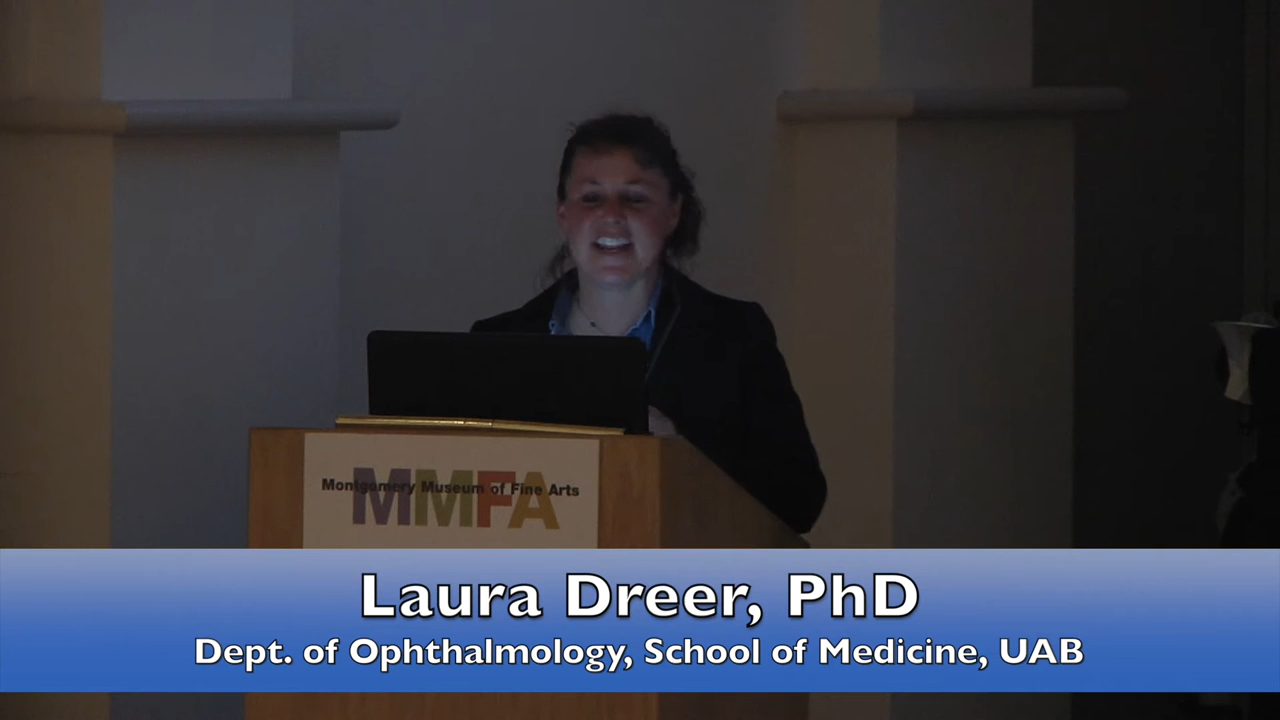 Montgomery Museum of Fine Arts
MMFA
Laura Dreer, PhD
Dept. of Ophthalmology, School of Medicine, UAB